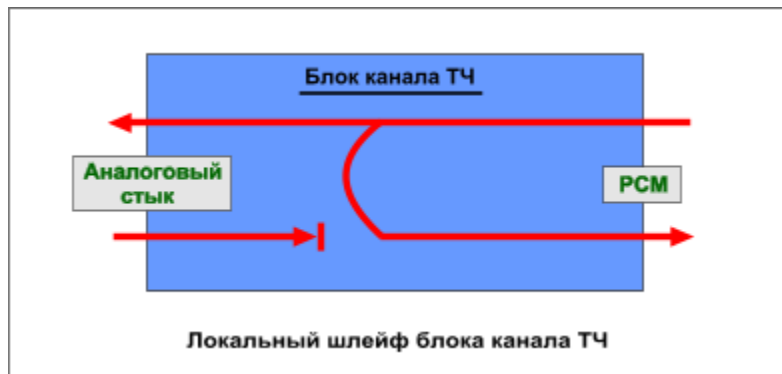 Блок канала ТЧ
Аналоговый
стык
PCM
Локальный шлейф блока канала ТЧ